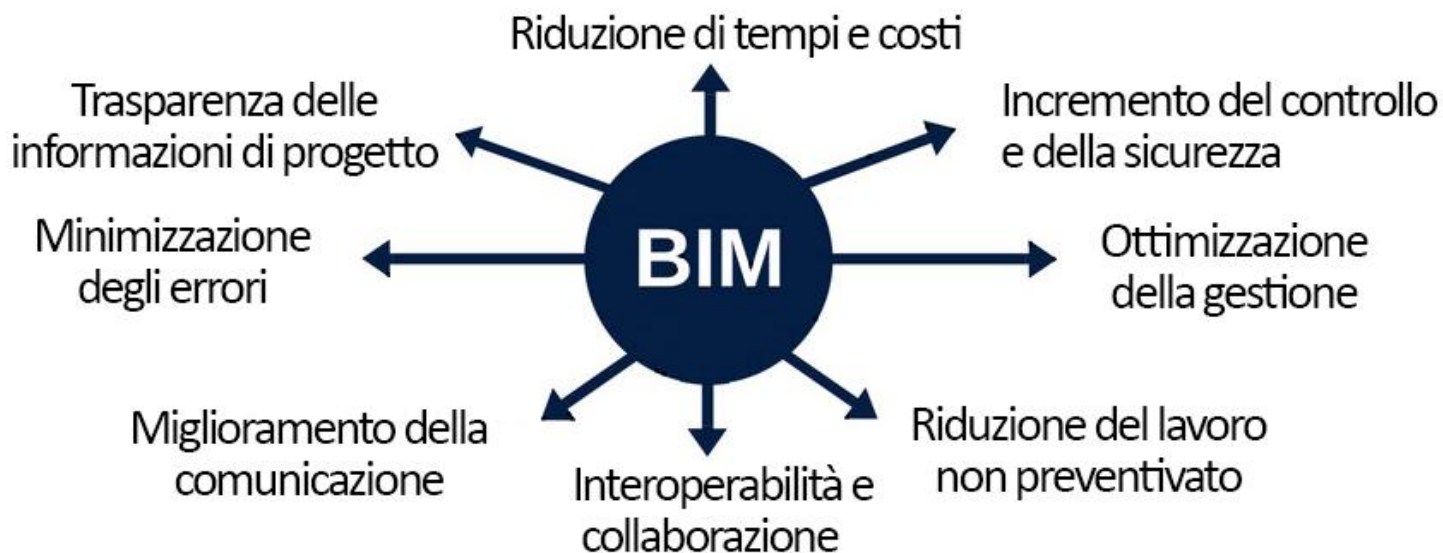 Riduzione di tempi e costi
Trasparenza delle
informazioni di progetto
Incremento del controllo
e della sicurezza
Minimizzazione
degli errori
BIM
Ottimizzazione
della gestione
Miglioramento della
comunicazione
Interoperabilità e
collaborazione
Riduzione del lavoro
non preventivato